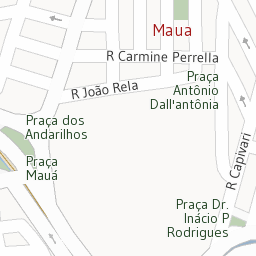 Maua
R Carmine Perrella
Praça
Antônio
Dall'antônia
R João Rela
Praça dos
Andarilhos
Praça
Mauá
R Capivari
Praça Dr.
Inácio P
Rodrigues